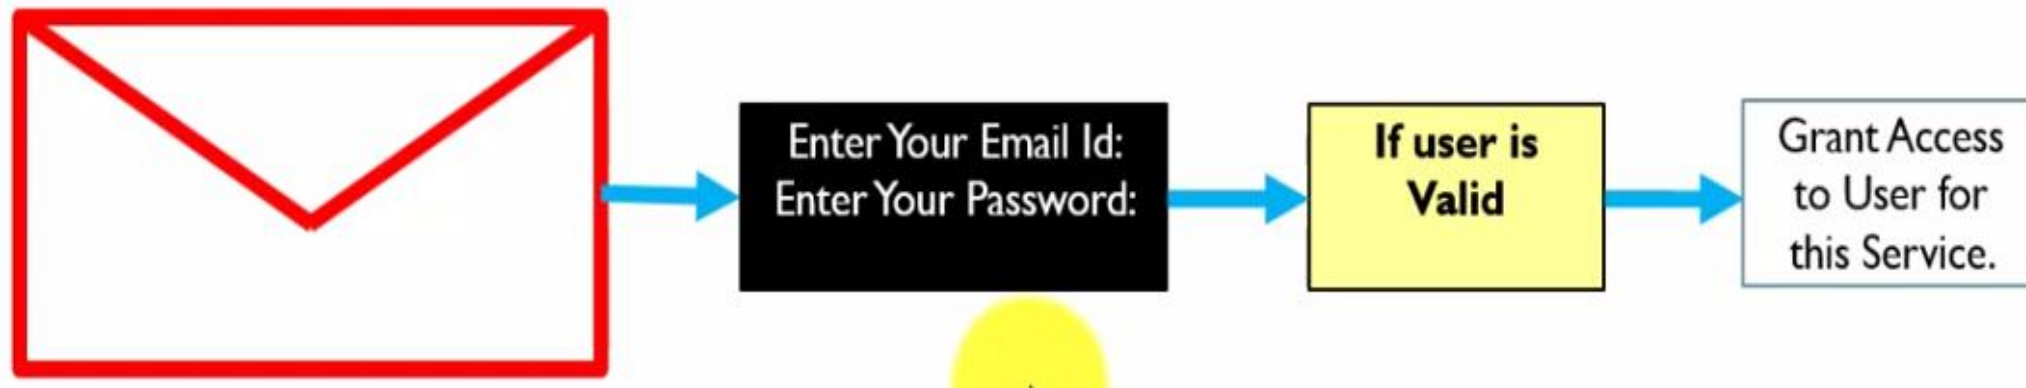 Enter Your Email Id:
Enter Your Password:
If user is
Valid
Grant Access
to User for
this Service.